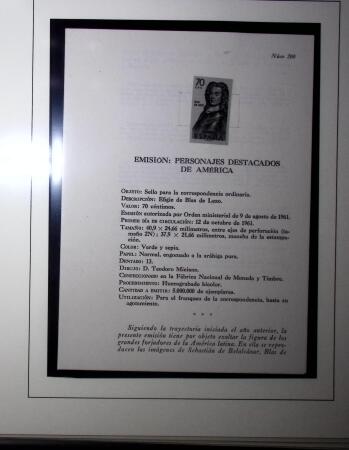 Núm 200
70
CTS
ESPAÑA
EMISION: PERSONAJES DESTACADOS
DE AMERICA
OBJETO: Sello para la correspondencia ordinaria.
DESCRIPCIÓN: Efigie de Blas de Lezo.
VALOR: 70 céntimos.
EMISIÓN autorizada por Orden ministerial de 9 de agosto de 1961.
PRIMER DÍA DE CIRCULACIÓN: 12 de octubre de 1961.
TAMAÑO: 40,9 × 24,66 milímetros, entre ejes de perforación (ta-
maño 2N); 37,9 × 21,66 milímetros, mancha de la estampa-
ción.
COLOR: Verde y sepia.
PAPEL: Normal, engomado a la arábiga pura.
DENTADO: 13.
DIBUJO: D. Teodoro Miciano.
CONFECCIONADO en la Fábrica Nacional de Moneda y Timbre.
PROCEDIMIENTO: Huecograbado bicolor.
CANTIDAD A EMITIR: 5.000.000 de ejemplares.
UTILIZACIÓN: Para el franqueo de la correspondencia, hasta su
agotamiento.
* * *
Siguiendo la trayectoria iniciada el año anterior, la
presente emisión tiene por objeto exaltar la figura de los
grandes forjadores de la América latina. En ella se repro-
ducen las imágenes de Sebastián de Belalcázar, Blas de